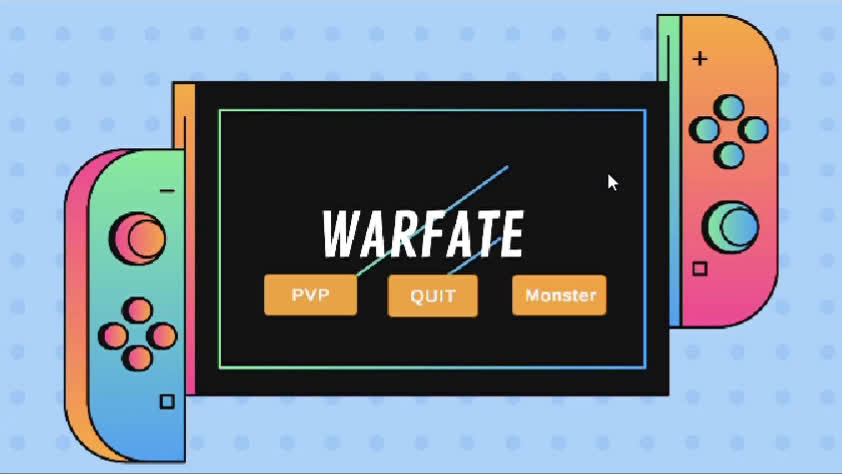 WARFATE
PVP
QUIT
Monster